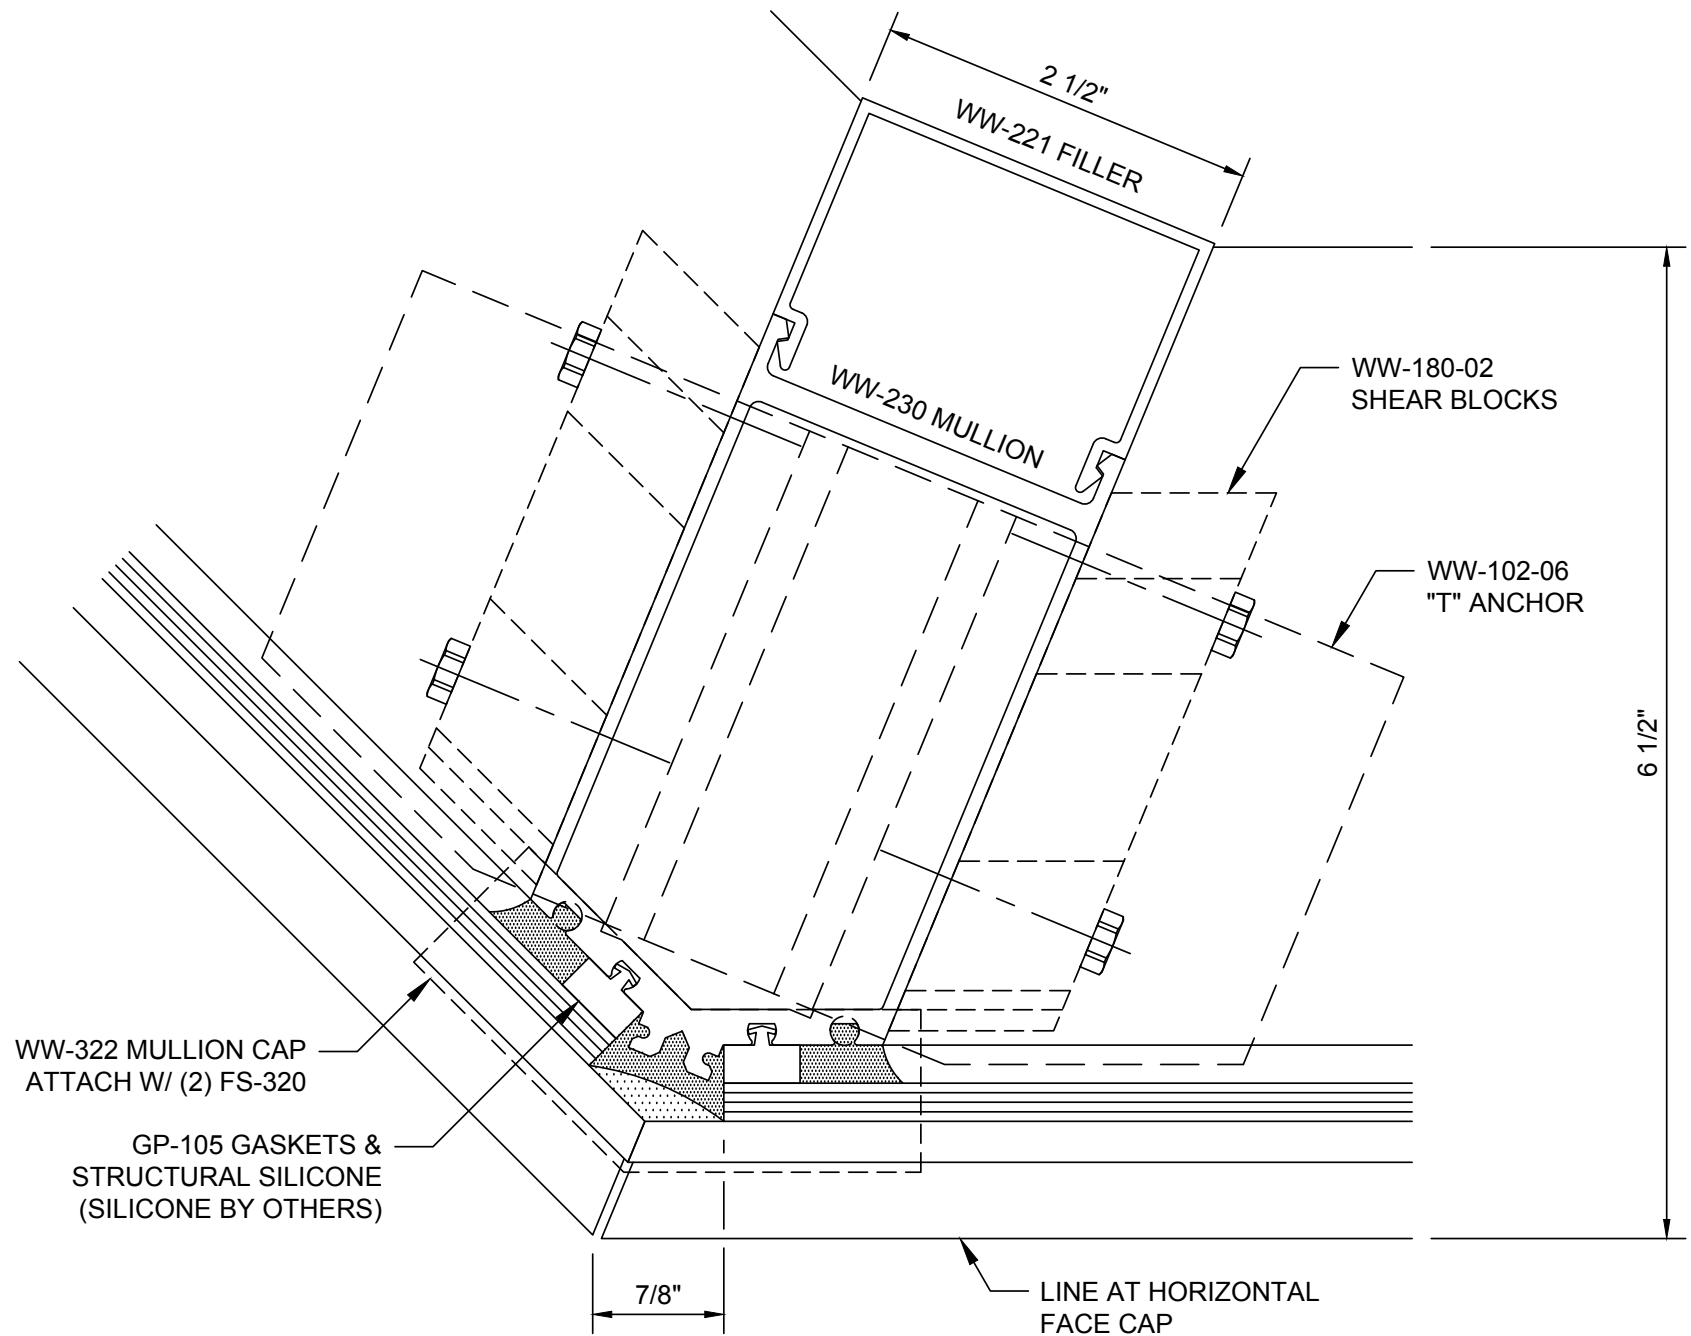 2 1/2"
WW-221 FILLER
WW-230 MULLION
WW-180-02
SHEAR BLOCKS
WW-102-06
"T" ANCHOR
6 1/2"
WW-322 MULLION CAP
ATTACH W/ (2) FS-320
GP-105 GASKETS &
STRUCTURAL SILICONE
(SILICONE BY OTHERS)
7/8"
LINE AT HORIZONTAL
FACE CAP